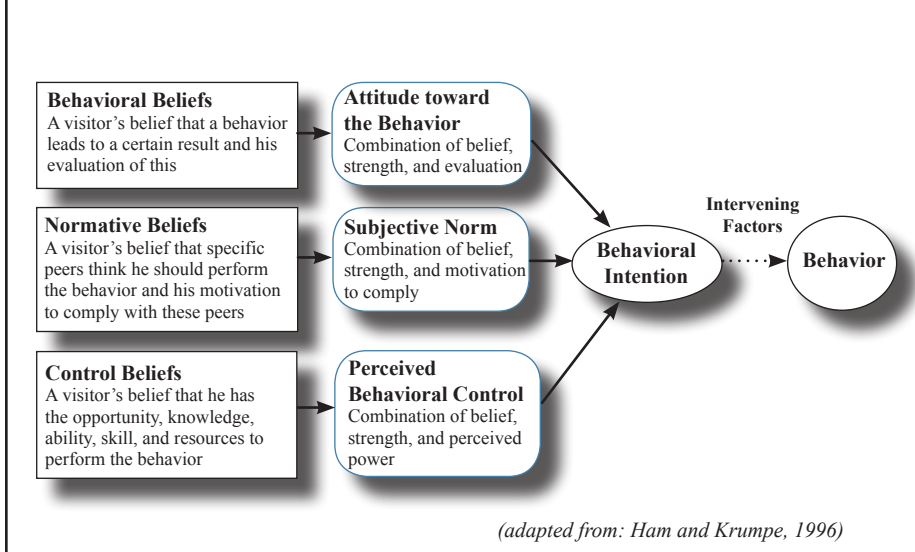 Behavioral Beliefs
A visitor’s belief that a behavior
leads to a certain result and his
evaluation of this
Attitude toward
the Behavior
Combination of belief,
strength, and evaluation
Normative Beliefs
A visitor’s belief that specific
peers think he should perform
the behavior and his motivation
to comply with these peers
Subjective Norm
Combination of belief,
strength, and motivation
to comply
Control Beliefs
A visitor’s belief that he has
the opportunity, knowledge,
ability, skill, and resources to
perform the behavior
Perceived
Behavioral Control
Combination of belief,
strength, and perceived
power
Behavioral
Intention
Intervening
Factors
Behavior
(adapted from: Ham and Krumpe, 1996)